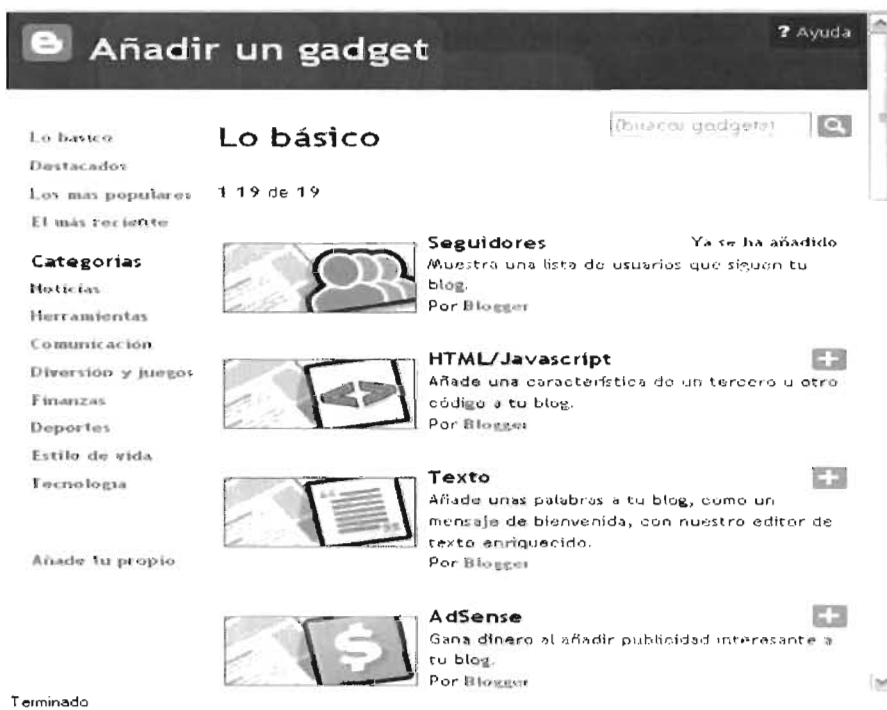 Añadir un gadget
? Ayuda
Lo básico
Destacados
Los más populares
El más reciente
Categorías
Noticias
Herramientas
Comunicación
Diversión y juegos
Finanzas
Deportes
Estilo de vida
Tecnología
Añade tu propio
Lo básico
(buscar gadgets)
1 19 de 19
Seguidores
Ya se ha añadido
Muestra una lista de usuarios que siguen tu
blog.
Por Blogger
HTML/Javascript
Añade una característica de un tercero u otro
código a tu blog.
Por Blogger
Texto
Añade unas palabras a tu blog, como un
mensaje de bienvenida, con nuestro editor de
texto enriquecido.
Por Blogger
AdSense
Gana dinero al añadir publicidad interesante a
tu blog.
Por Blogger
Terminado